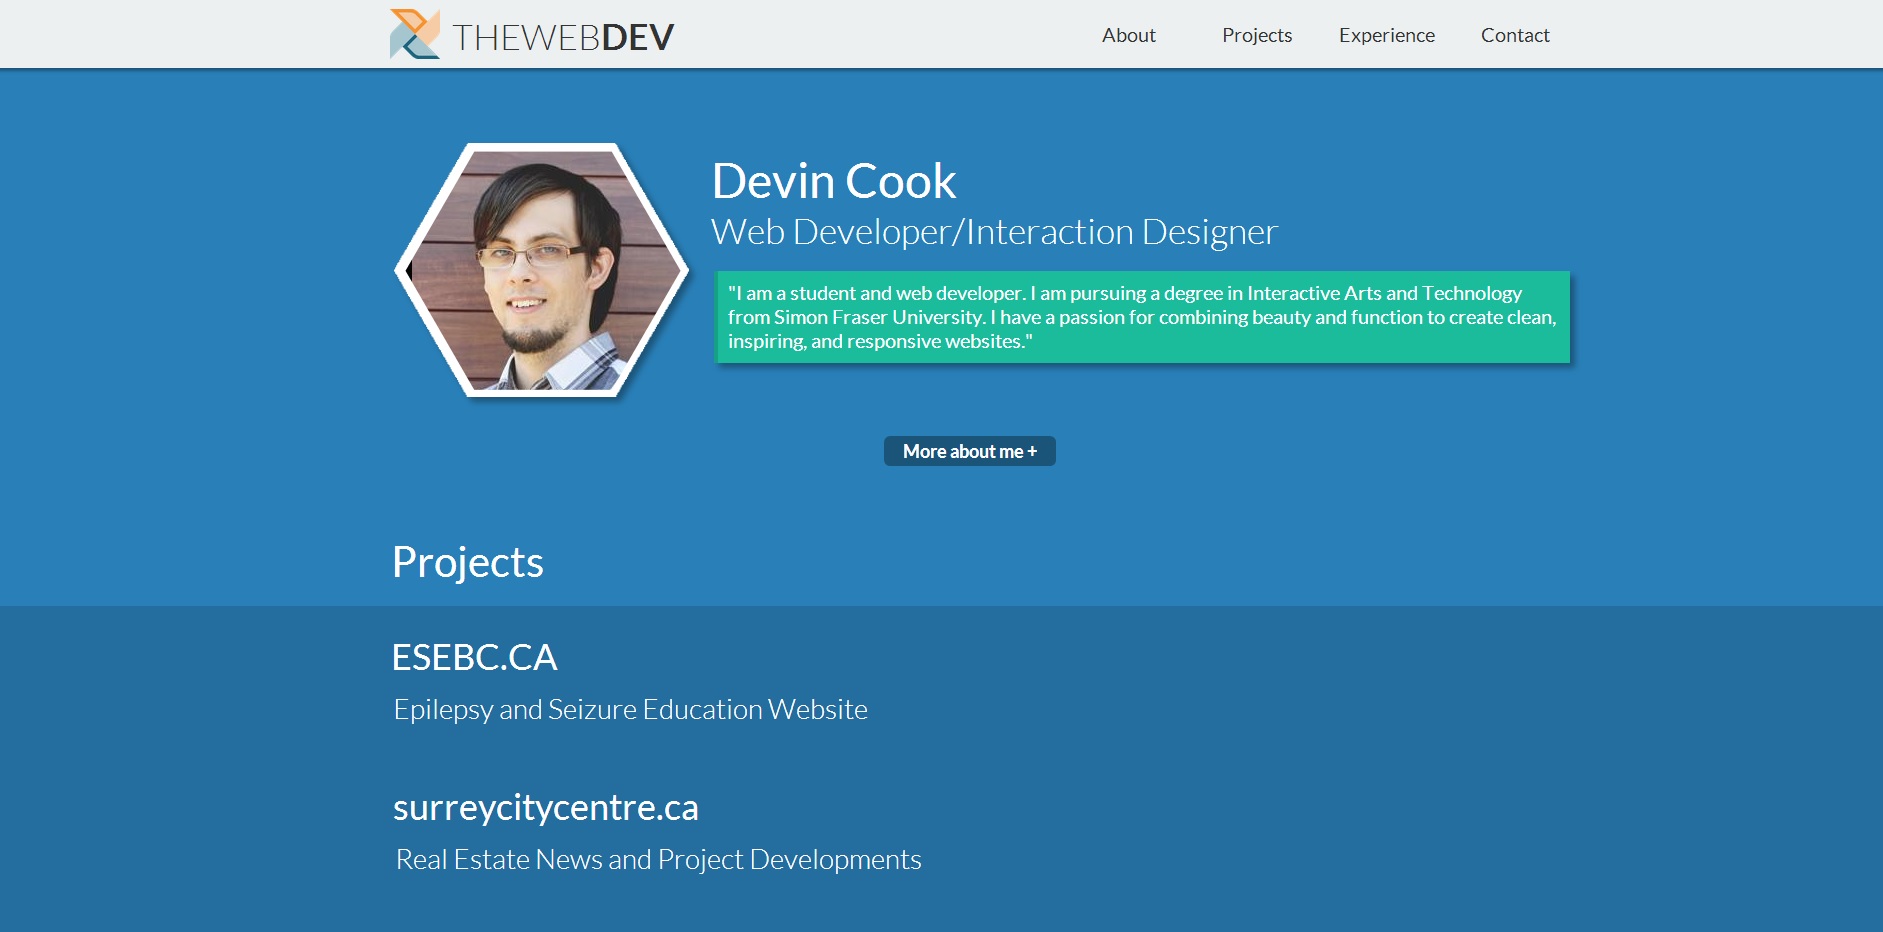 THEWEBDEV
About Projects Experience Contact
Devin Cook
Web Developer/Interaction Designer
"I am a student and web developer. I am pursuing a degree in Interactive Arts and Technology
from Simon Fraser University. I have a passion for combining beauty and function to create clean,
inspiring, and responsive websites."
More about me +
Projects
ESEBC.CA
Epilepsy and Seizure Education Website
surreycitycentre.ca
Real Estate News and Project Developments